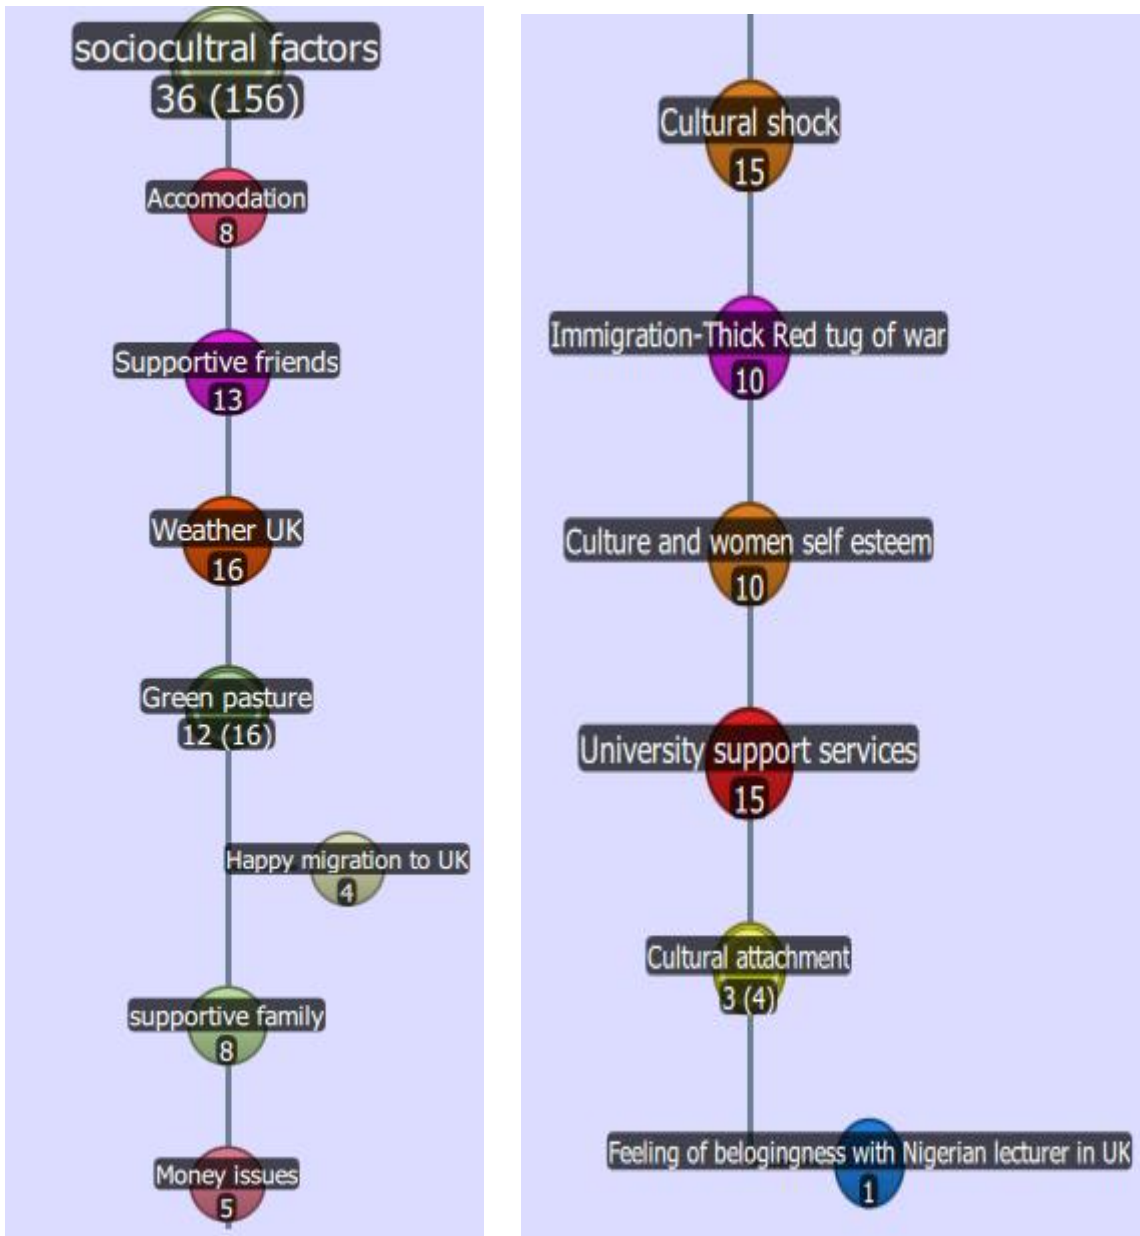 sociocultral factors
36 (156)
Accomodation
8
Supportive friends
13
Weather UK
16
Green pasture
12 (16)
Happy migration to UK
4
supportive family
8
Money issues
5
Cultural shock
15
Immigration-Thick Red tug of war
10
Culture and women self esteem
10
University support services
15
Cultural attachment
3 (4)
Feeling of belogingness with Nigerian lecturer in UK
1